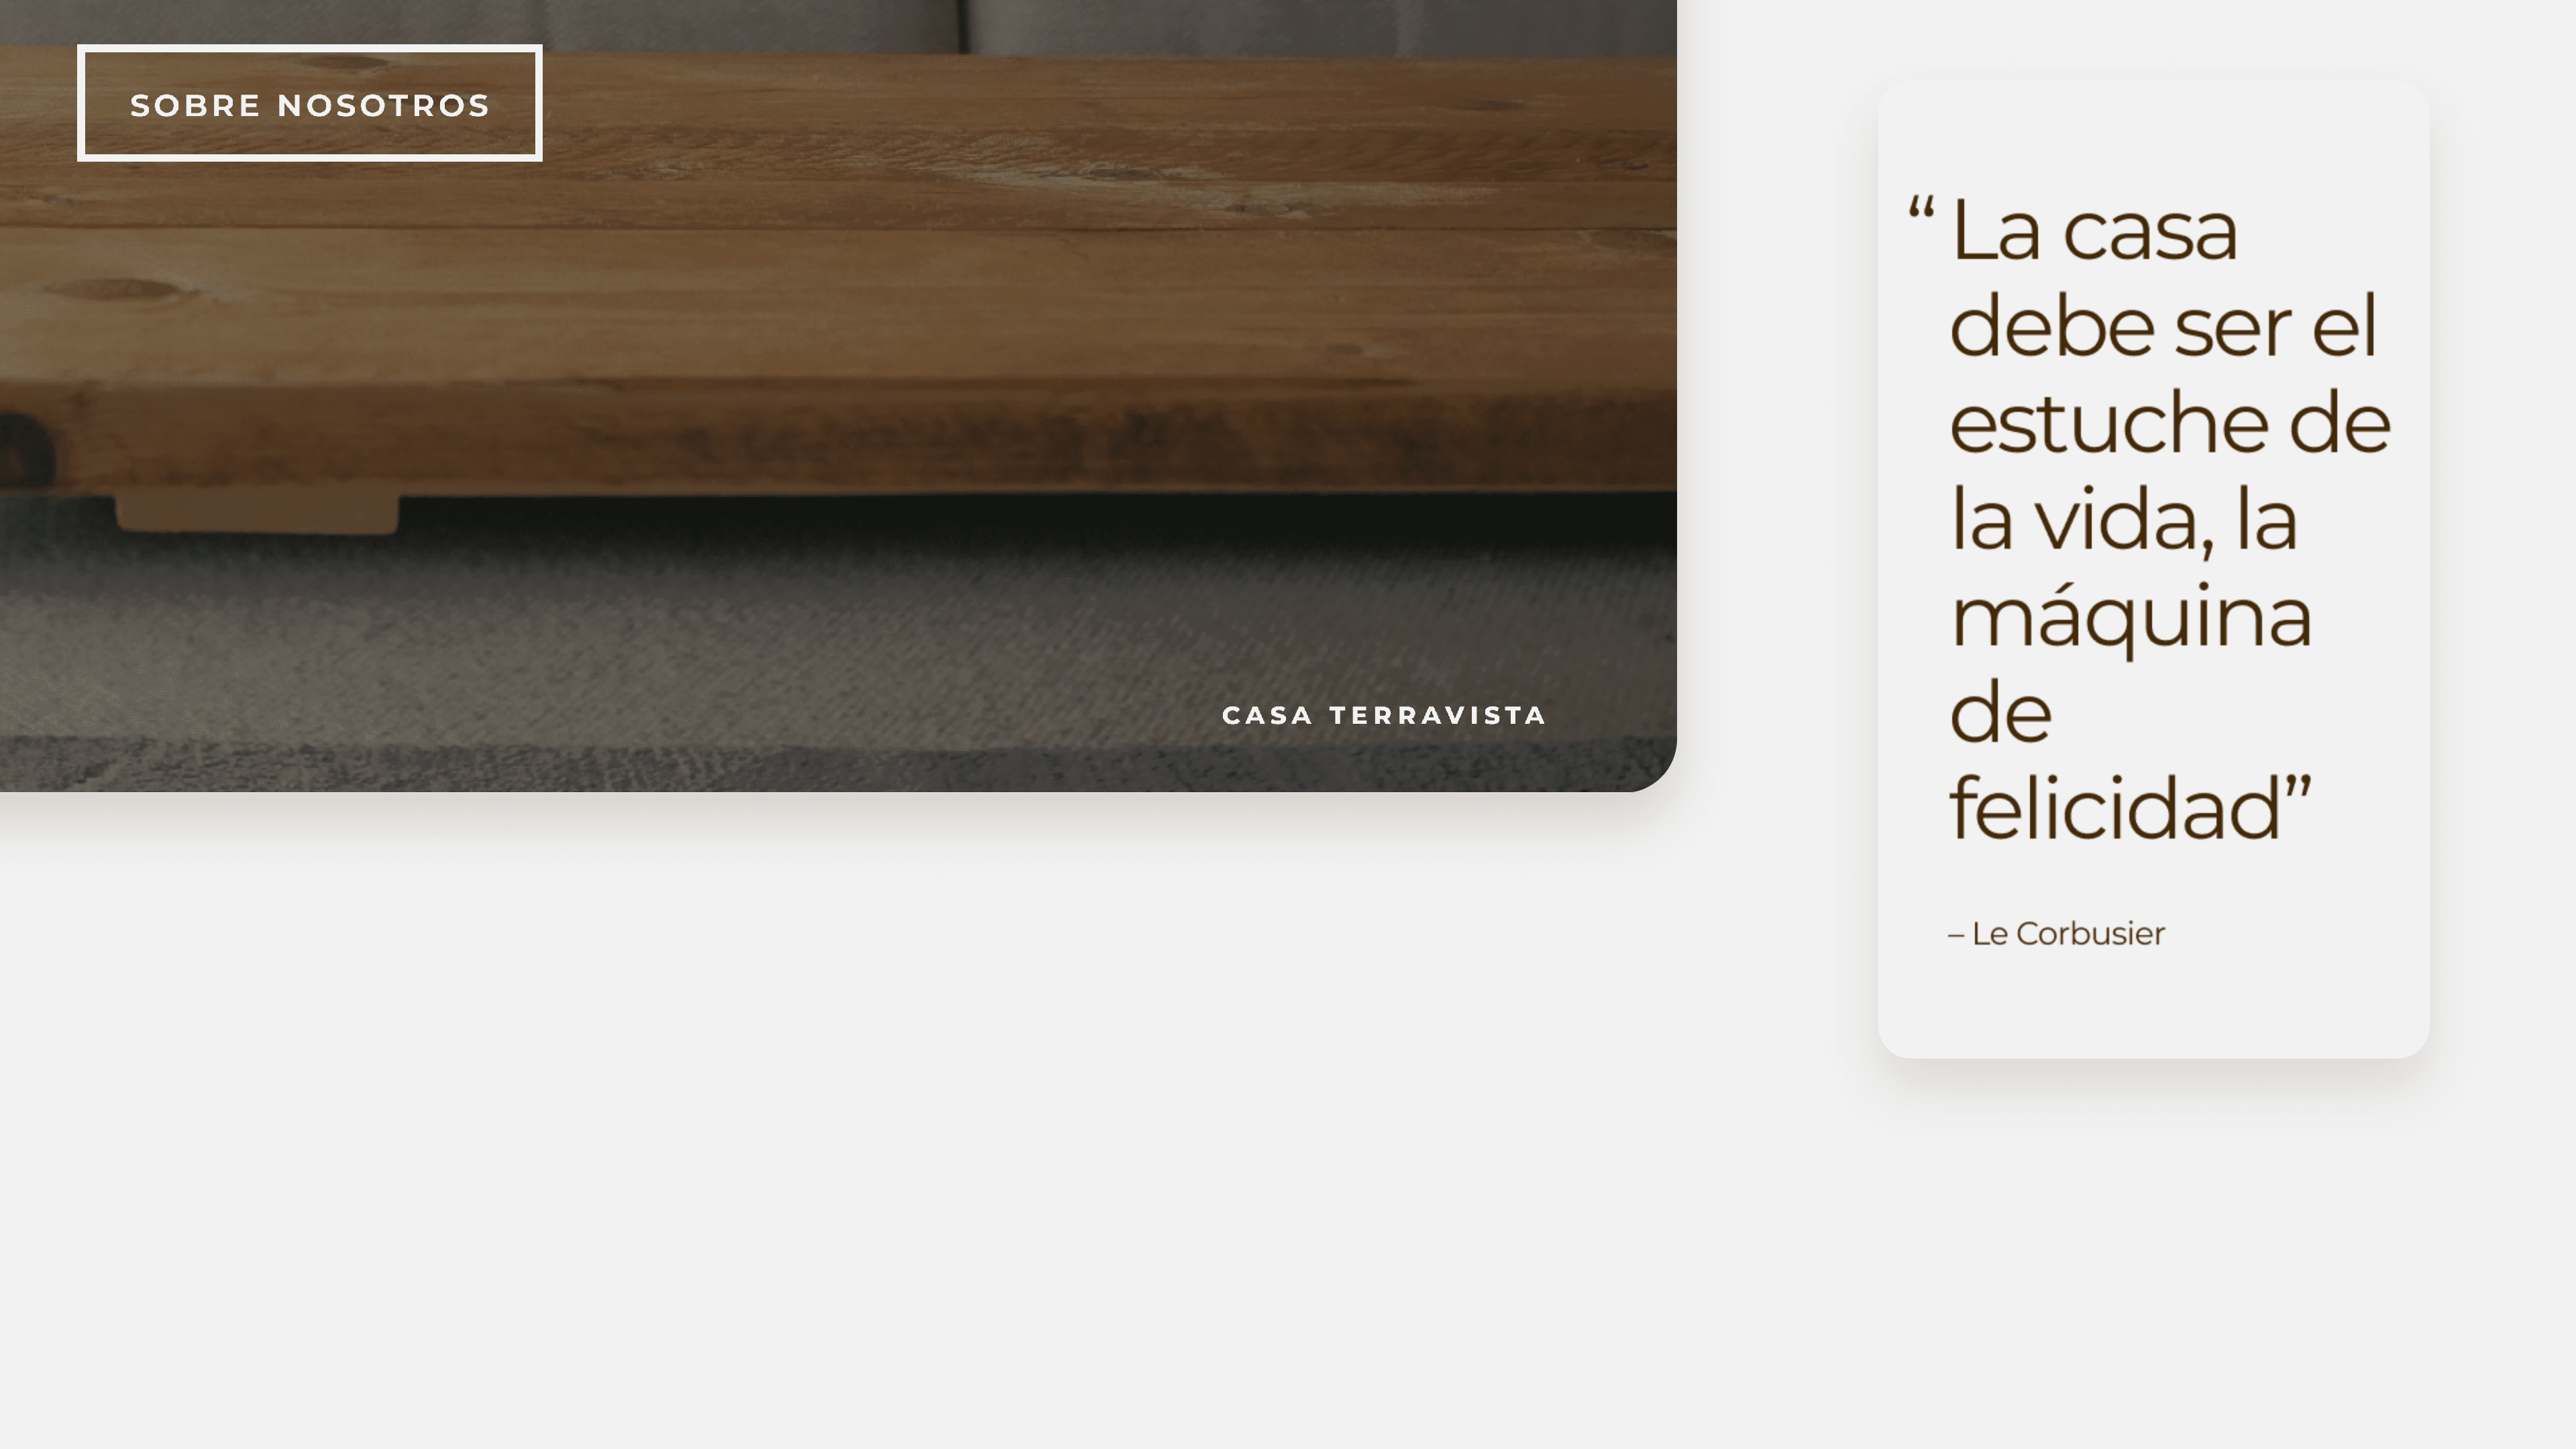 SOBRE NOSOTROS
CASA TERRAVISTA
“ La casa
debe ser el
estuche de
la vida, la
máquina
de
felicidad”
– Le Corbusier